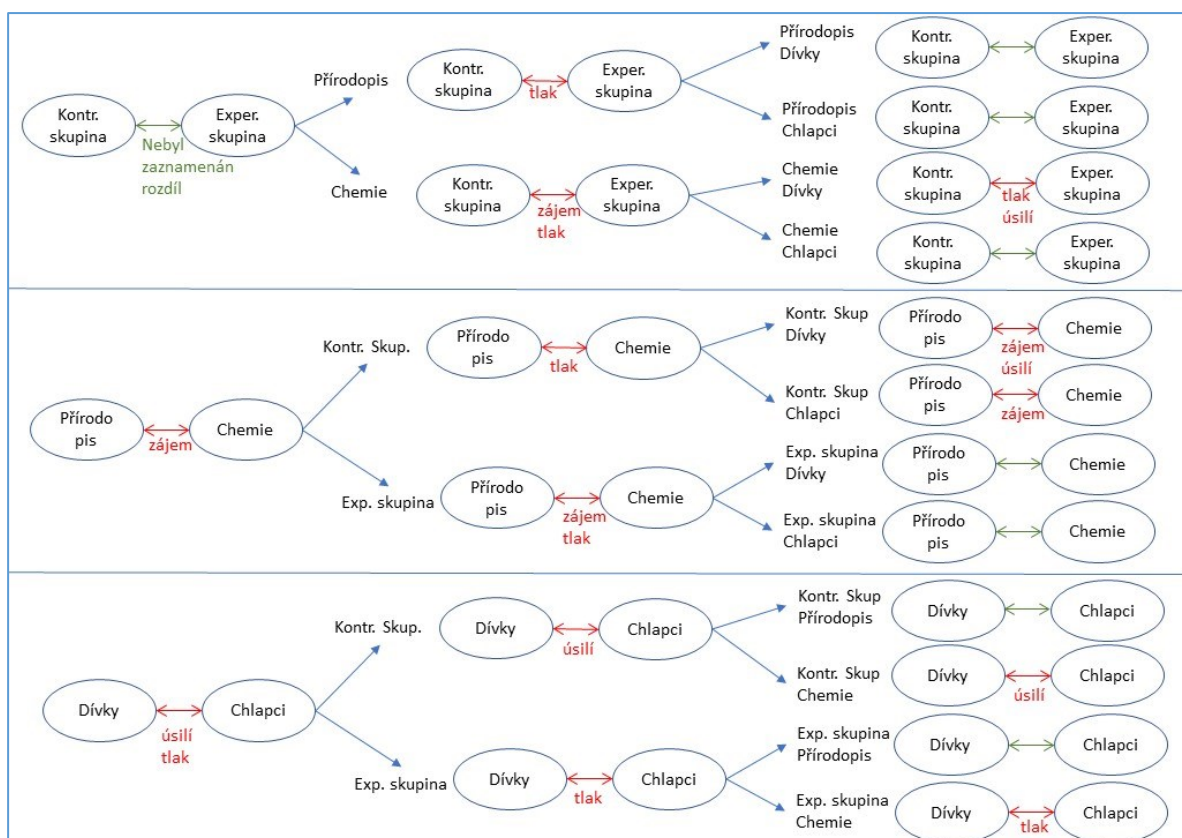 Kontr.
skupina
Nebyl
zaznamenán
rozdíl
Exper.
skupina
Přírodopis
Chemie
Kontr.
skupina
tlak
Exper.
skupina
Kontr.
skupina
zájem
tlak
Exper.
skupina
Přírodopis
Dívky
Kontr.
skupina
Exper.
skupina
Přírodopis
Chlapci
Kontr.
skupina
Exper.
skupina
Chemie
Dívky
Kontr.
skupina
tlak
úsilí
Exper.
skupina
Chemie
Chlapci
Kontr.
skupina
Exper.
skupina
Přírodo
pis
zájem
Chemie
Kontr. Skup.
Exp. skupina
Přírodo
pis
tlak
Chemie
Přírodo
pis
zájem
tlak
Chemie
Kontr. Skup
Dívky
Přírodo
pis
zájem
úsilí
Chemie
Kontr. Skup
Chlapci
Přírodo
pis
zájem
Chemie
Exp. skupina
Dívky
Přírodo
pis
Chemie
Exp. skupina
Chlapci
Přírodo
pis
Chemie
Dívky
úsilí
tlak
Chlapci
Kontr. Skup.
Exp. skupina
Dívky
úsilí
Chlapci
Dívky
tlak
Chlapci
Kontr. Skup
Přírodopis
Dívky
Chlapci
Kontr. Skup
Chemie
Dívky
úsilí
Chlapci
Exp. skupina
Přírodopis
Dívky
Chlapci
Exp. skupina
Chemie
Dívky
tlak
Chlapci